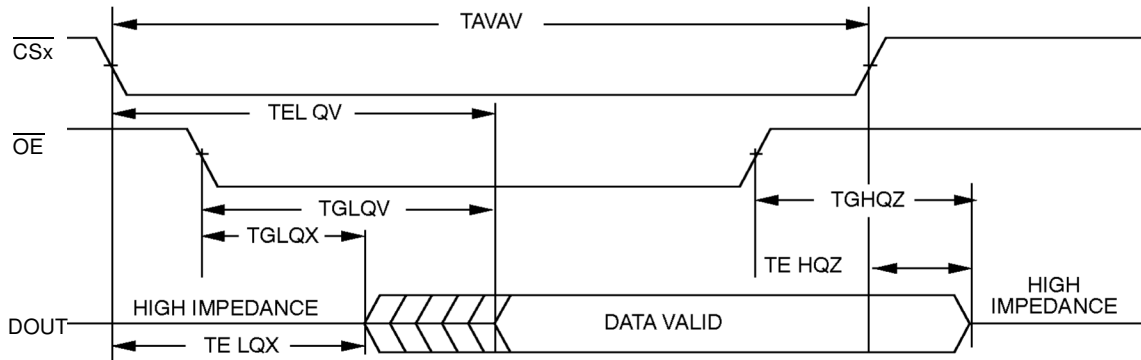 TAVAV
CSx
TEL QV
OE
TGLQV
TGHQZ
TGLQX
TE HQZ
HIGH IMPEDANCE
DATA VALID
HIGH
IMPEDANCE
DOUT
TE LQX